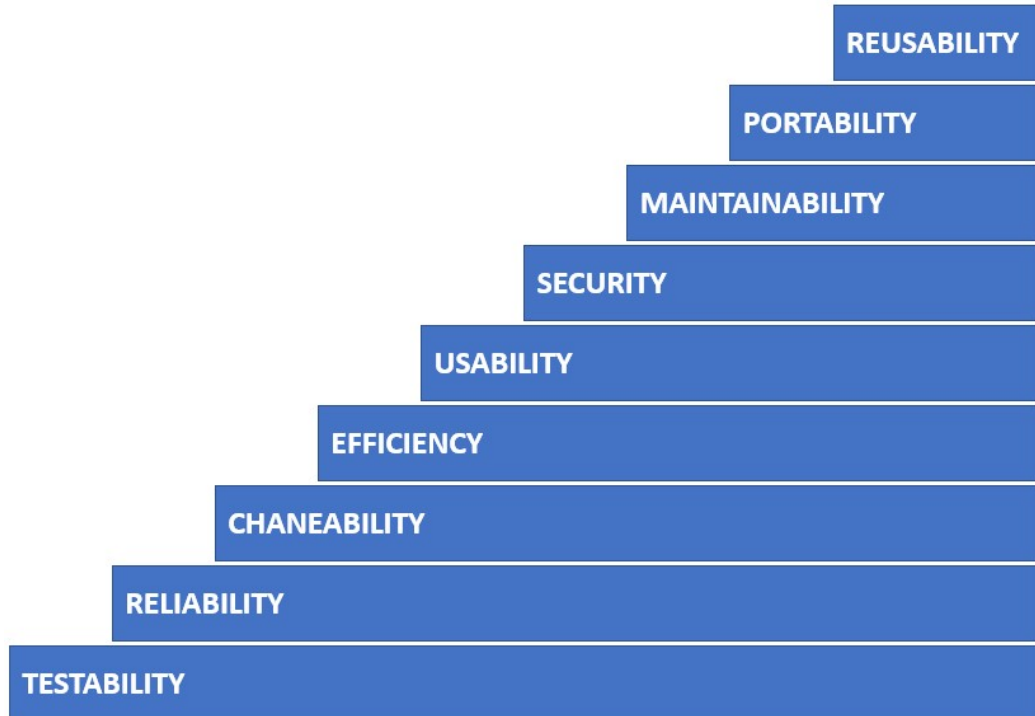 REUSABILITY
PORTABILITY
MAINTAINABILITY
SECURITY
USABILITY
EFFICIENCY
CHANEABILITY
RELIABILITY
TESTABILITY